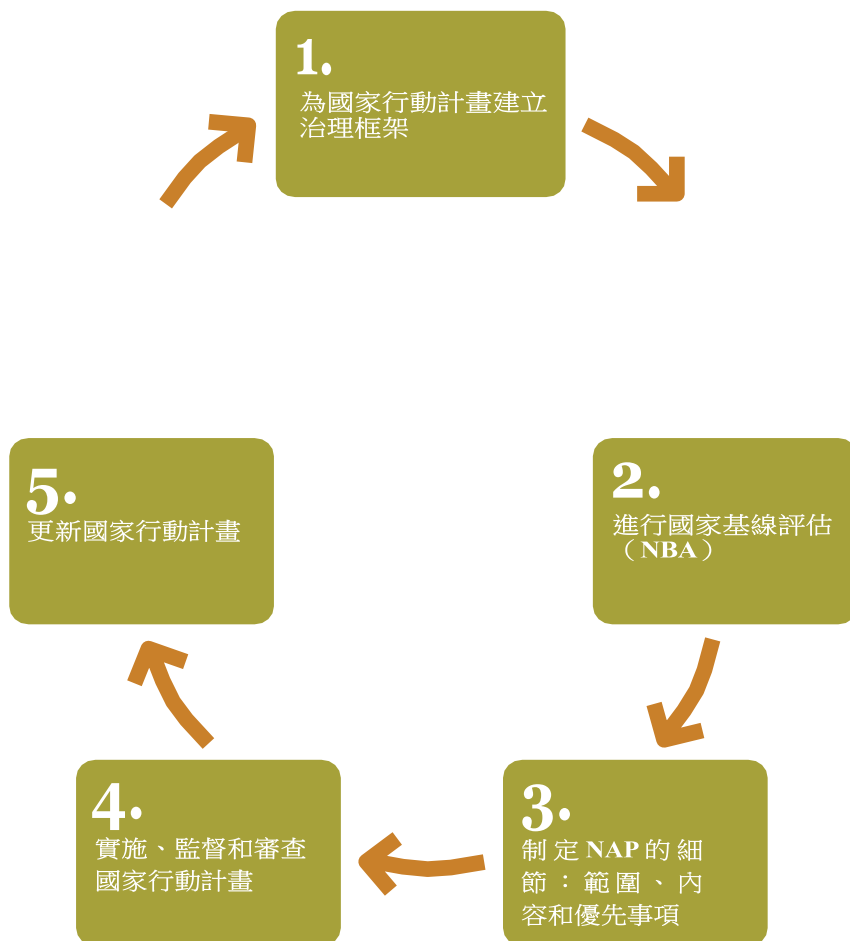 1.
為國家行動計畫建立
治理框架
2.
進行國家基線評估
（NBA）
3.
制定 NAP 的細
節：範圍、內
容和優先事項
4.
實施、監督和審查
國家行動計畫
5.
更新國家行動計畫